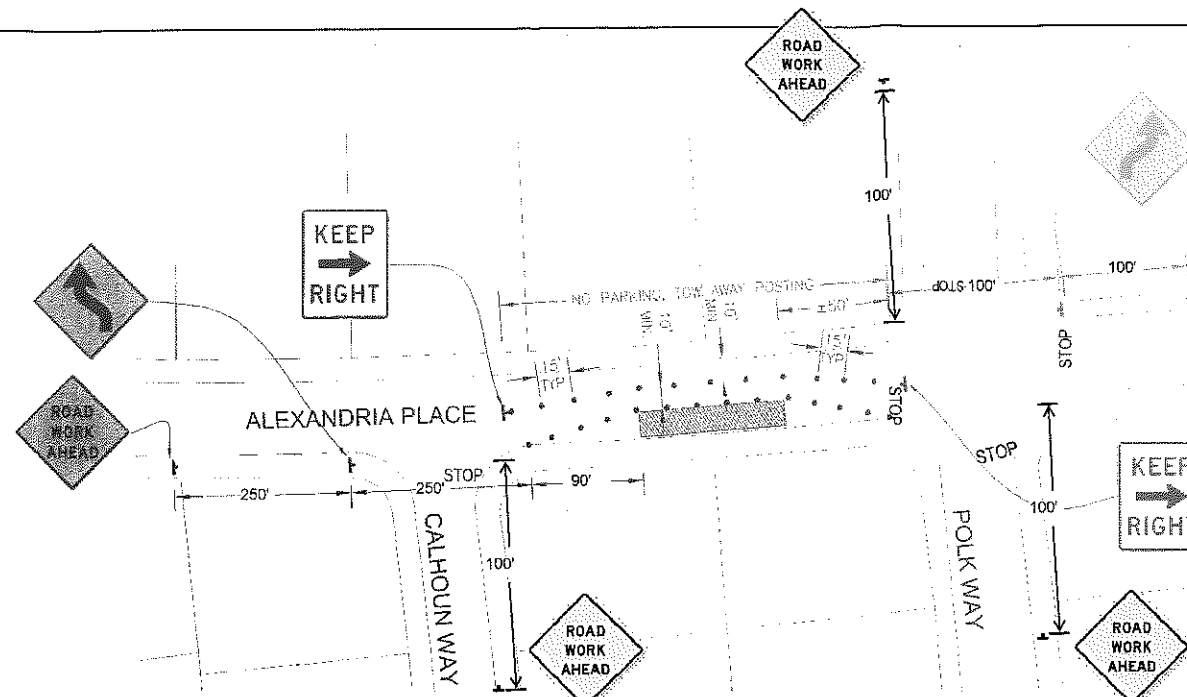 ROAD
WORK
AHEAD
100'
KEEP
RIGHT
NO PARKING, TOW AWAY POSTING
STOP
100'
100'
10'
MIN
10'
MIN
±50'
15'
TYP
15'
TYP
STOP
ROAD
WORK
AHEAD
ALEXANDRIA PLACE
STOP
STOP
STOP
250'
250'
90'
100'
100'
KEEP
RIGHT
CALHOUN WAY
POLK WAY
ROAD
WORK
AHEAD
ROAD
WORK
AHEAD